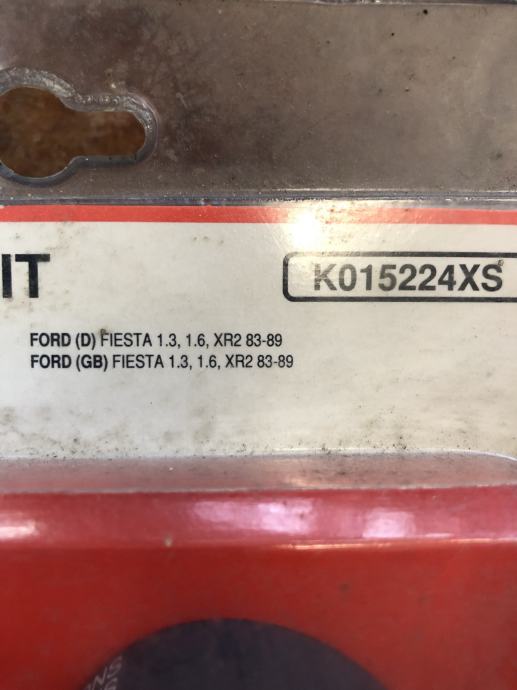 IT
K015224XS
FORD (D) FIESTA 1.3, 1.6, XR2 83-89
FORD (GB) FIESTA 1.3, 1.6, XR2 83-89